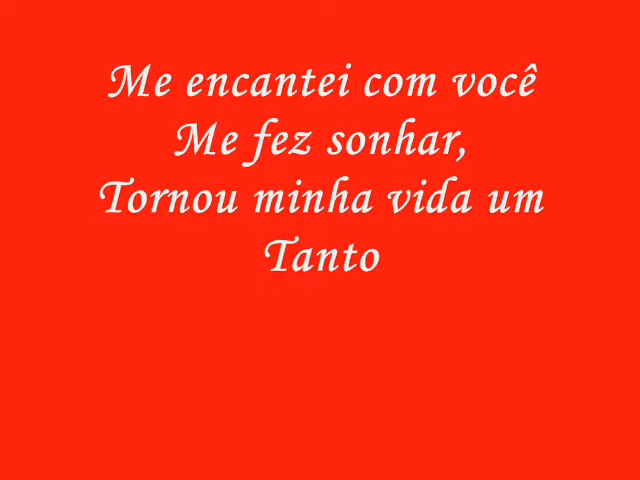 Me encantei com você
Me fez sonhar,
Tornou minha vida um
Tanto